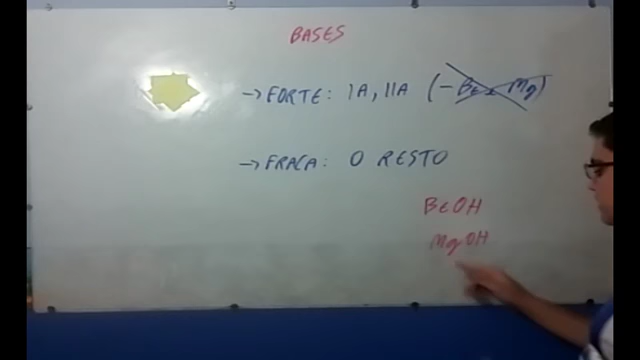 BASES
→ FORTE: IA, IIA (- Be e Mg)
→ FRACA: O RESTO
BeOH
MgOH